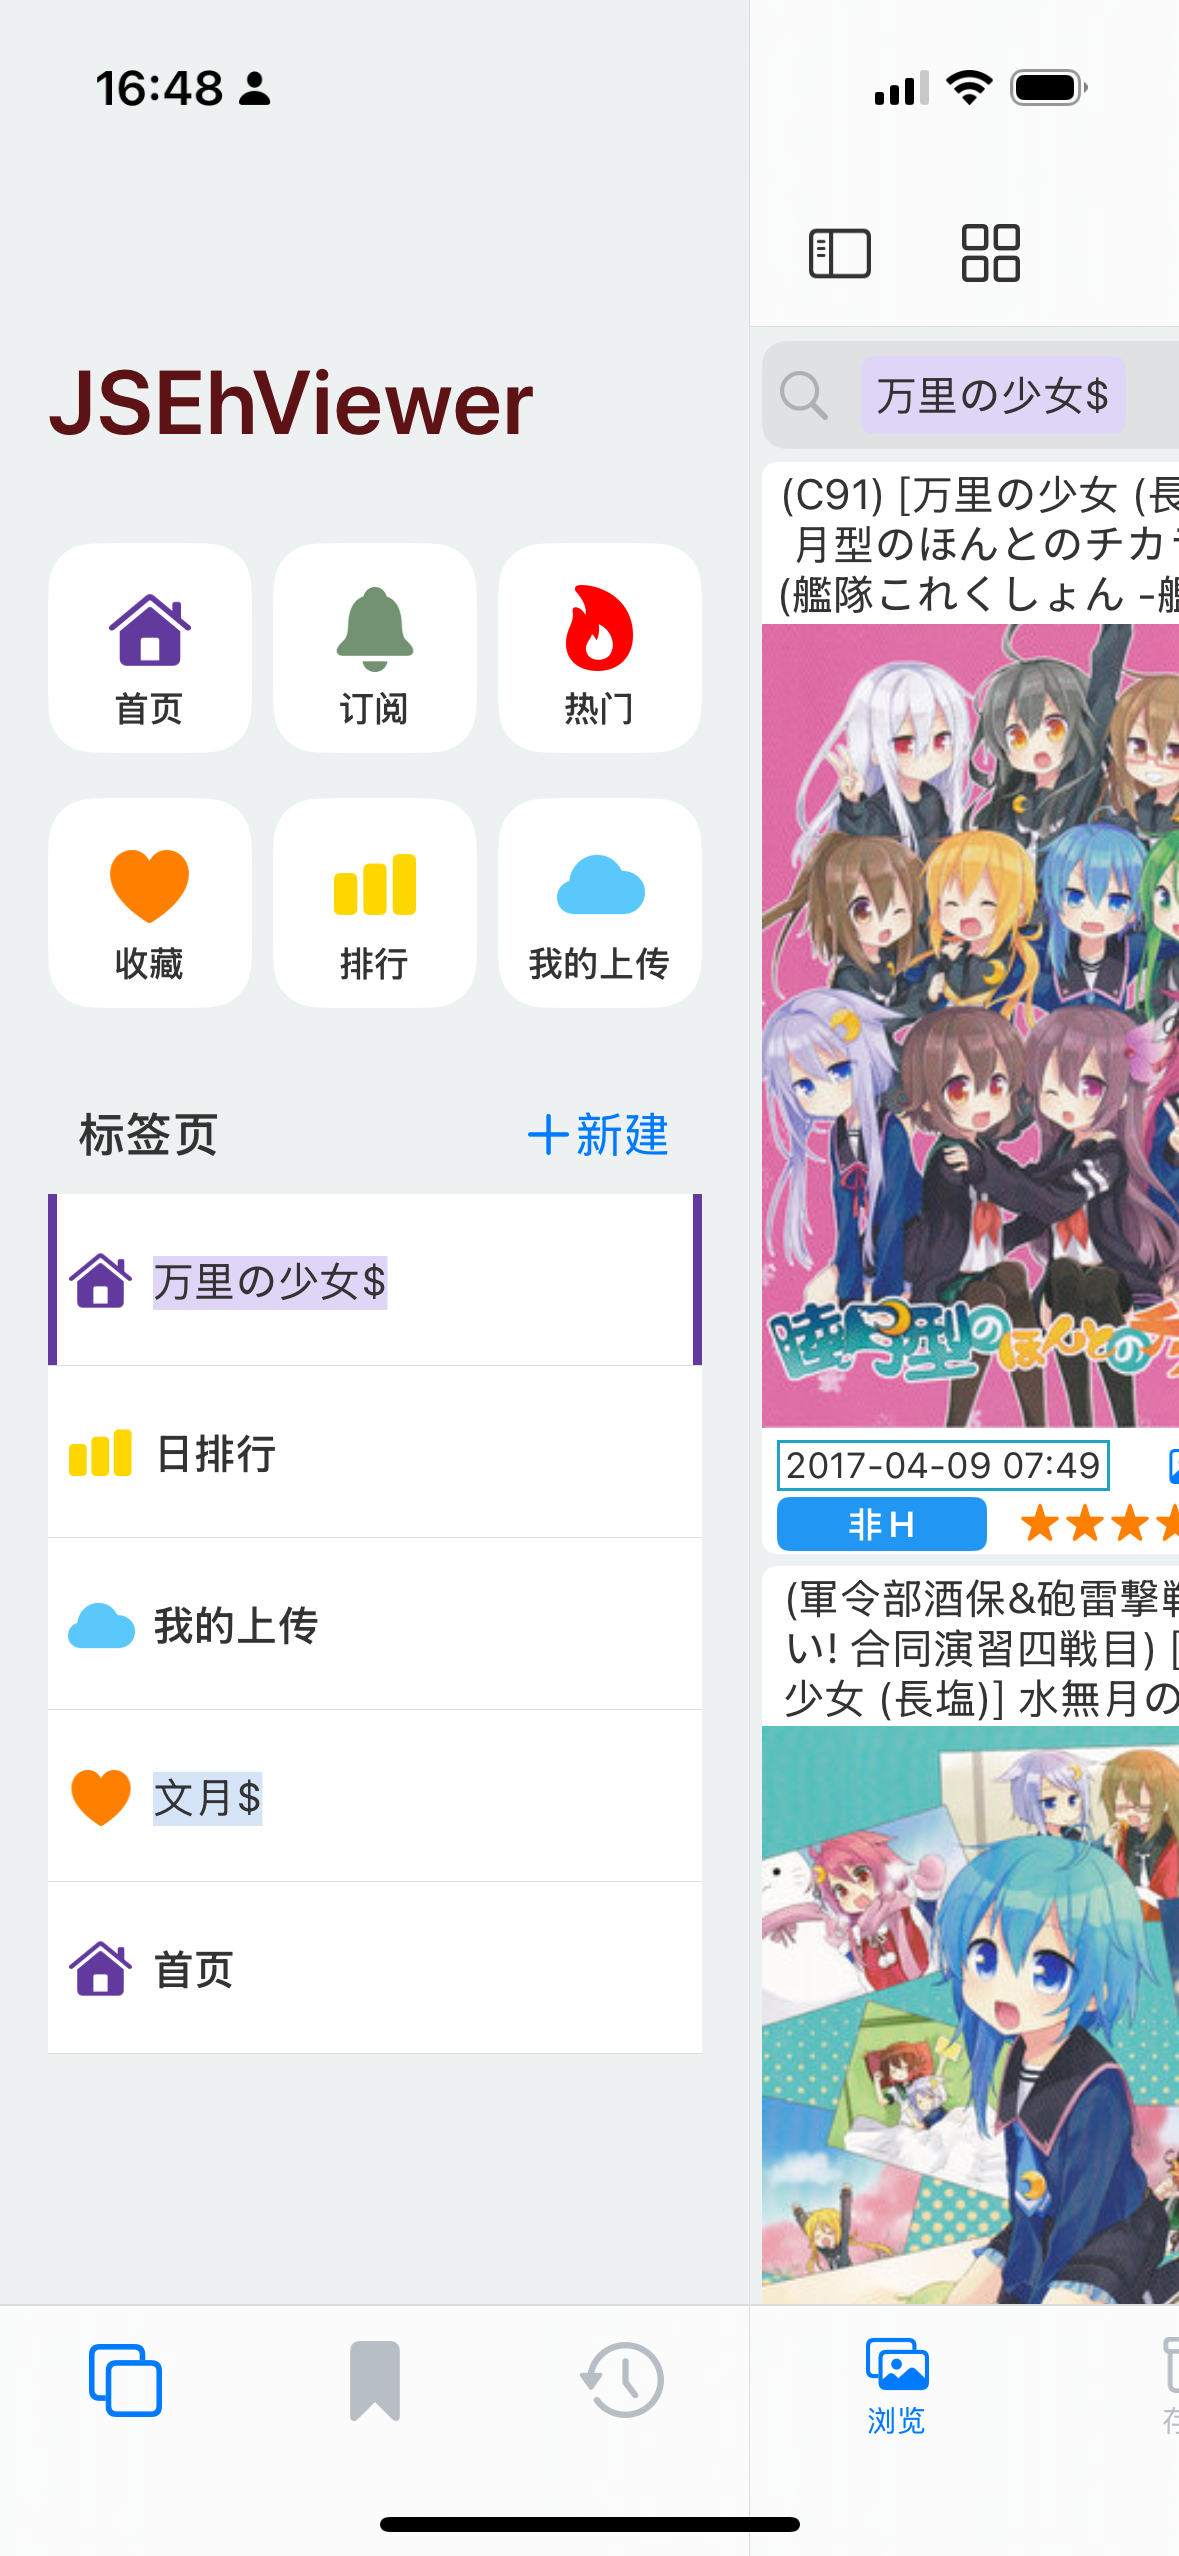 16:48
JSEhViewer
首页
订阅
热门
收藏
排行
我的上传
标签页
新建
万里の少女$
日排行
我的上传
文月$
首页
万里の少女$
(C91) [万里の少女 (長
月型のほんとのチカ
(艦隊これくしょん -艦
睦月型のほんとのチ
2017-04-09 07:49
非H
(軍令部酒保&砲雷撃戦
い! 合同演習四戦目) [
少女 (長塩)] 水無月の
浏览